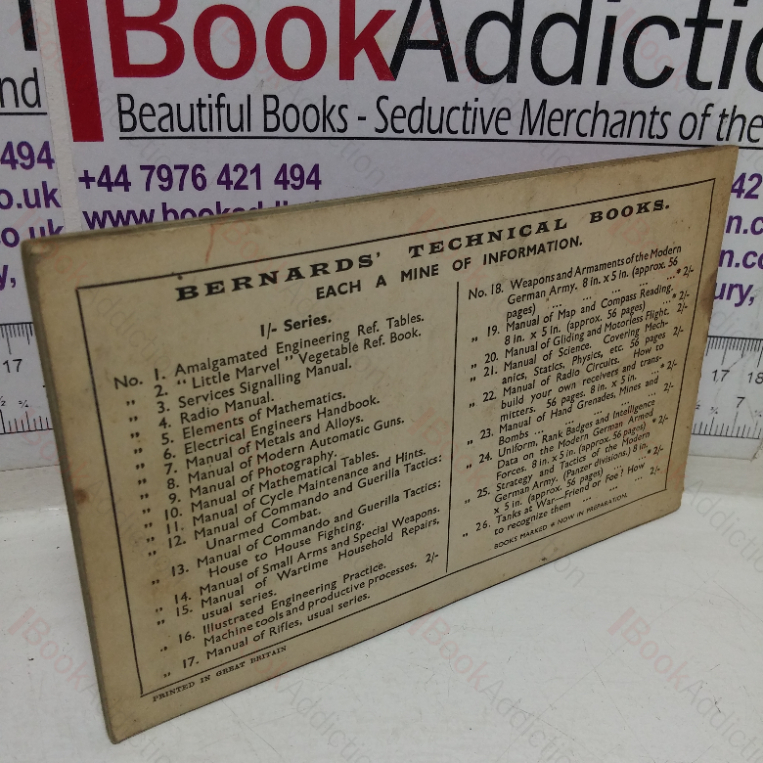 BookAddictio
Beautiful Books - Seductive Merchants of the
and
494
+44 7976 421 494
42
o.uk
www.bookaddi
n.c
o.uk
n.co
ury,
BERNARDS' TECHNICAL BOOKS.
EACH A MINE OF INFORMATION.
1/- Series.
No. 1. Amalgamated Engineering Ref. Tables.
" 2. "Little Marvel" Vegetable Ref. Book.
" 3. Services Signalling Manual.
" 4. Radio Manual.
" 5. Elements of Mathematics.
" 6. Electrical Engineers Handbook.
" 7. Manual of Metals and Alloys.
" 8. Manual of Modern Automatic Guns.
" 9. Manual of Photography.
" 10. Manual of Mathematical Tables.
" 11. Manual of Cycle Maintenance and Hints.
" 12. Manual of Commando and Guerilla Tactics:
Unarmed Combat.
" 13. Manual of Commando and Guerilla Tactics:
House to House Fighting.
" 14. Manual of Small Arms and Special Weapons.
" 15. Manual of Wartime Household Repairs,
usual series.
" 16. Illustrated Engineering Practice.
Machine tools and productive processes. 2/-
" 17. Manual of Rifles, usual series.
No. 18. Weapons and Armaments of the Modern
German Army. 8 in. x 5 in. (approx. 56
pages) ... ... ... ... *2/-
" 19. Manual of Map and Compass Reading.
8 in. x 5 in. (approx. 56 pages) ... *2/-
" 20. Manual of Gliding and Motorless Flight. 2/-
" 21. Manual of Science. Covering Mech-
anics, Statics, Physics, etc. 56 pages 2/-
" 22. Manual of Radio Circuits. How to
build your own receivers and trans-
mitters. 56 pages. 8 in. x 5 in. ... *2/-
" 23. Manual of Hand Grenades, Mines and
Bombs ... ... ... ... 2/-
" 24. Uniform, Rank Badges and Intelligence
Data on the Modern German Armed
Forces. 8 in. x 5 in. (approx. 56 pages) *2/-
" 25. Strategy and Tactics of the Modern
German Army. (Panzer divisions.) 8 in.
x 5 in. (approx. 56 pages) ... ... *2/-
" 26. Tanks at War—Friend or Foe? How
to recognize them ... ... ... 2/-
BOOKS MARKED * NOW IN PREPARATION.
PRINTED IN GREAT BRITAIN